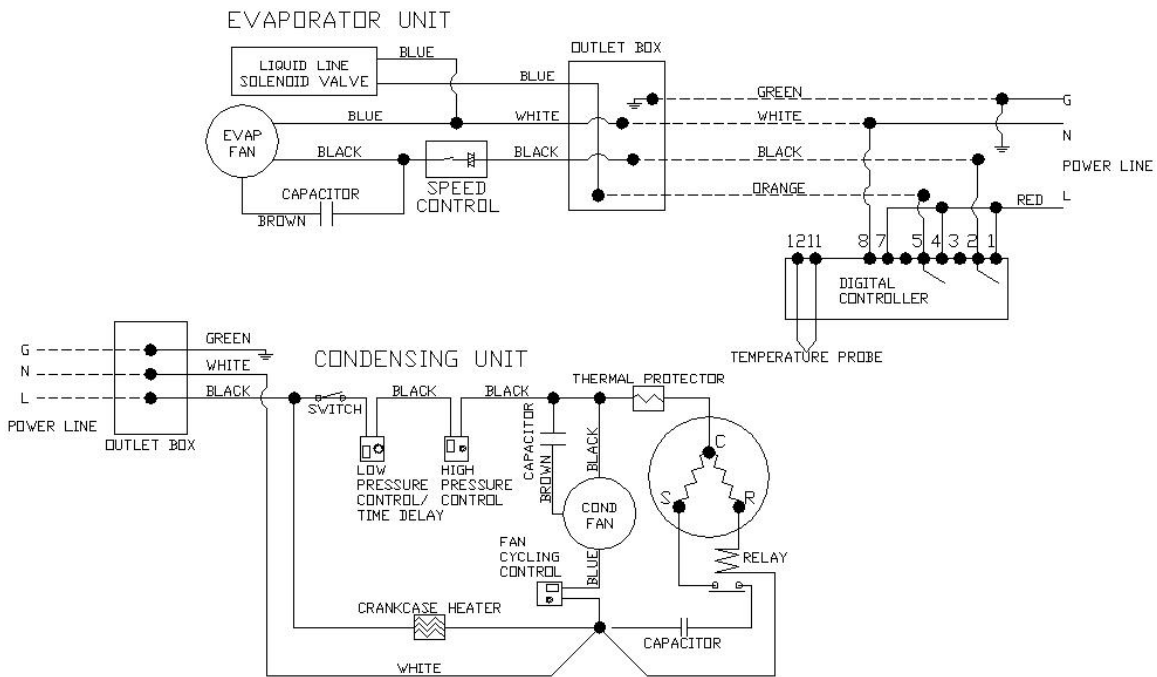 EVAPORATOR UNIT
BLUE
OUTLET BOX
LIQUID LINE
SOLENOID VALVE
BLUE
GREEN
G
BLUE
WHITE
WHITE
N
EVAP
FAN
BLACK
BLACK
BLACK
POWER LINE
SPEED
CONTROL
CAPACITOR
ORANGE
RED
L
BROWN
12 11 8 7 5 4 3 2 1
DIGITAL
CONTROLLER
TEMPERATURE PROBE
G
GREEN
CONDENSING UNIT
N
WHITE
THERMAL PROTECTOR
L
BLACK
SWITCH
BLACK
BLACK
POWER LINE
OUTLET BOX
CAPACITOR
BROWN
BLACK
C
LOW
PRESSURE
CONTROL/
TIME DELAY
HIGH
PRESSURE
CONTROL
S
R
COND
FAN
FAN
CYCLING
CONTROL
BLUE
RELAY
CRANKCASE HEATER
CAPACITOR
WHITE